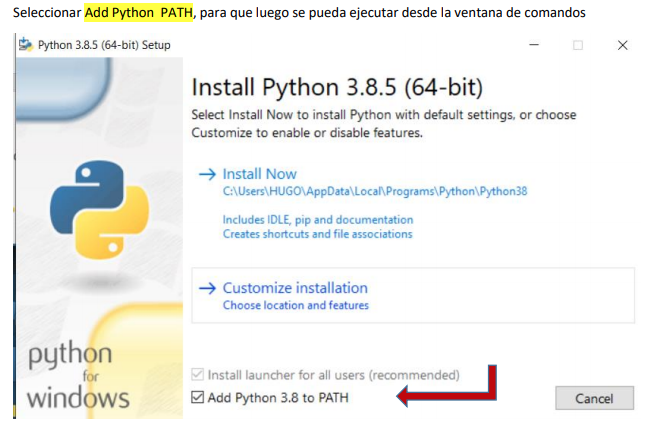 Seleccionar Add Python PATH, para que luego se pueda ejecutar desde la ventana de comandos
Python 3.8.5 (64-bit) Setup
Install Python 3.8.5 (64-bit)
Select Install Now to install Python with default settings, or choose
Customize to enable or disable features.
Install Now
C:\Users\HUGO\AppData\Local\Programs\Python\Python38
Includes IDLE, pip and documentation
Creates shortcuts and file associations
Customize installation
Choose location and features
python
for
windows
Install launcher for all users (recommended)
Add Python 3.8 to PATH
Cancel